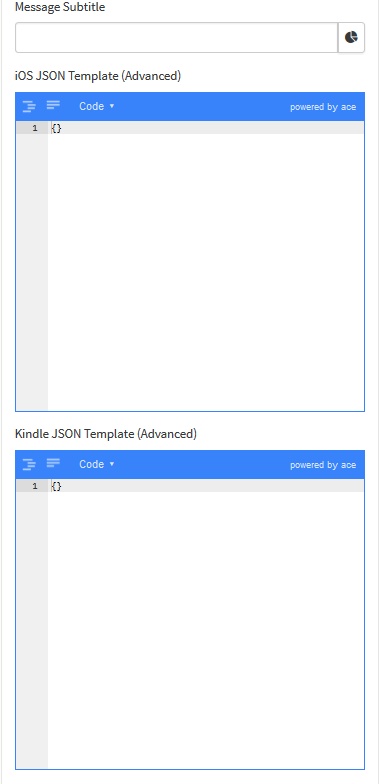 Message Subtitle
iOS JSON Template (Advanced)
Code ▾ powered by ace
1 {}
Kindle JSON Template (Advanced)
Code ▾ powered by ace
1 {}